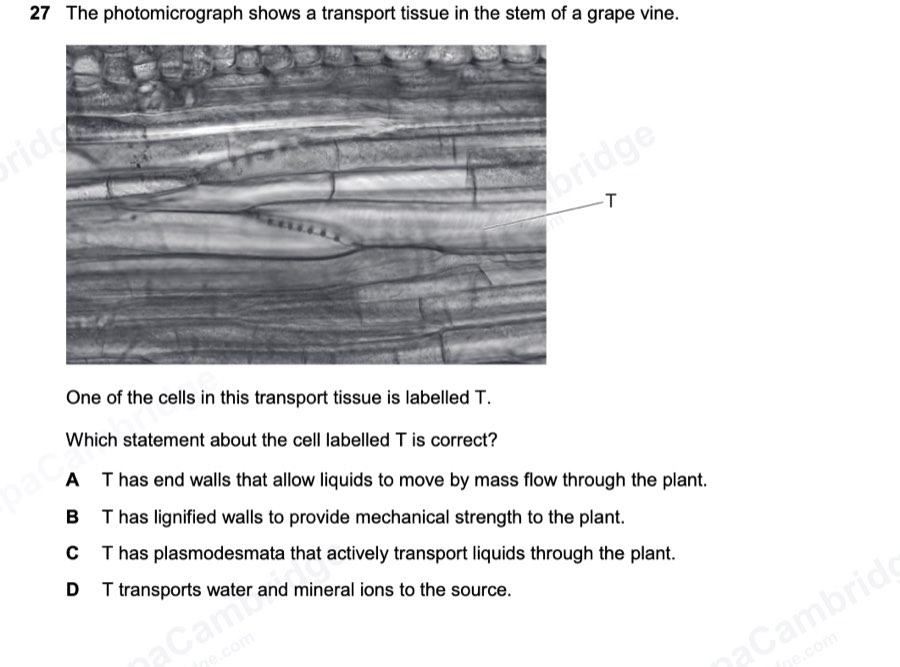 27 The photomicrograph shows a transport tissue in the stem of a grape vine.
T
One of the cells in this transport tissue is labelled T.
Which statement about the cell labelled T is correct?
A T has end walls that allow liquids to move by mass flow through the plant.
B T has lignified walls to provide mechanical strength to the plant.
C T has plasmodesmata that actively transport liquids through the plant.
D T transports water and mineral ions to the source.